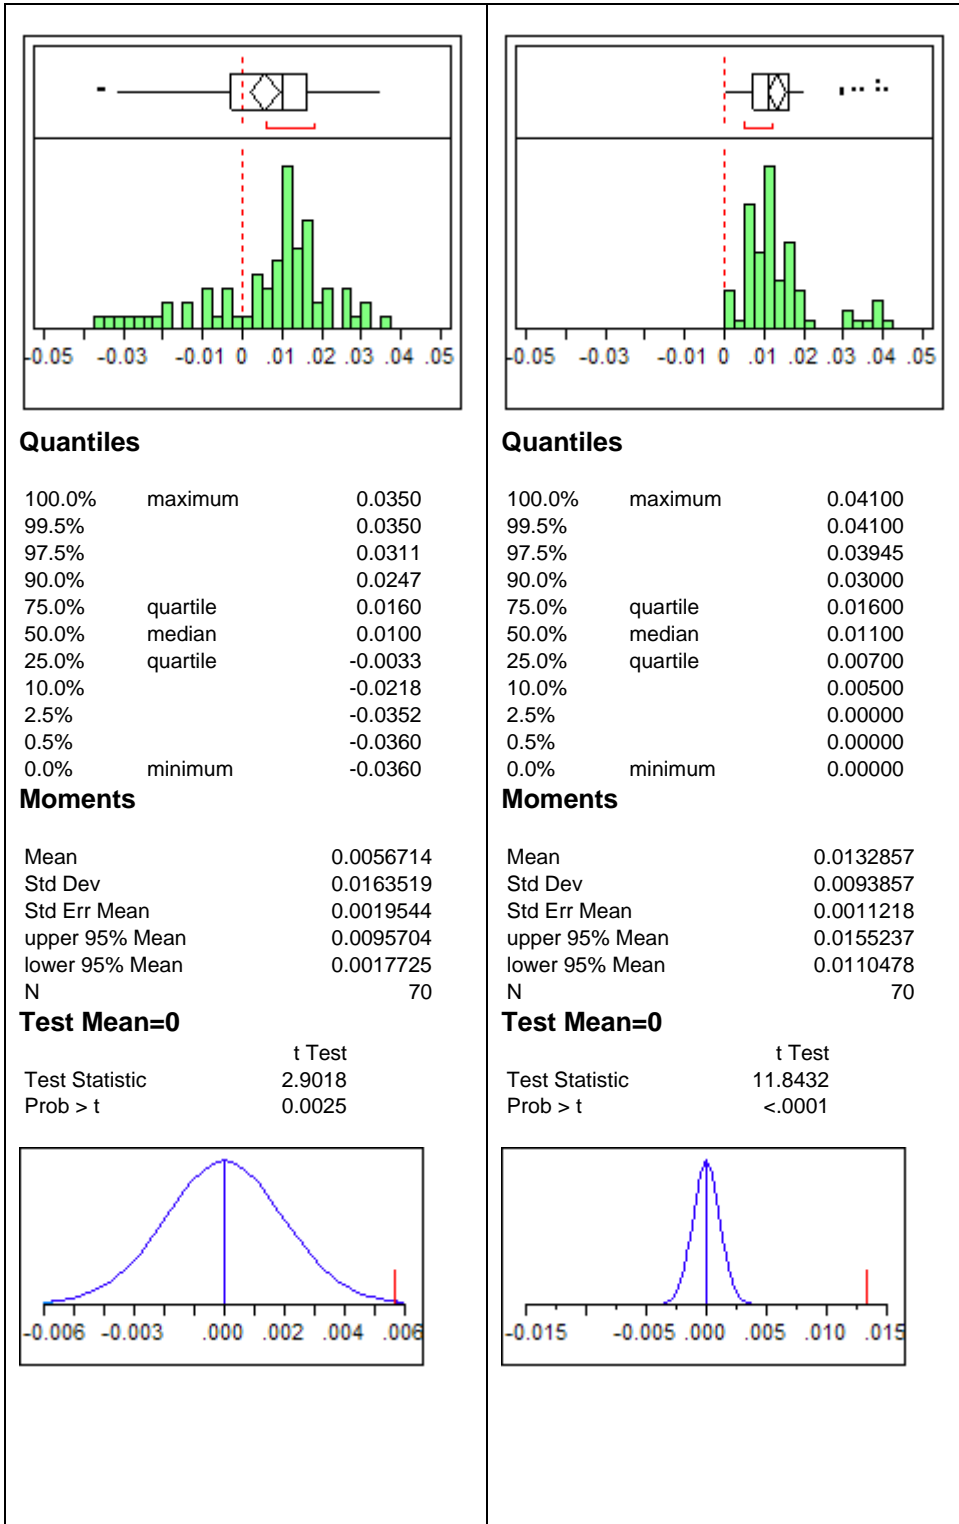 -0.05 -0.03 -0.01 0 .01 .02 .03 .04 .05
Quantiles
100.0% maximum 0.0350
99.5% 0.0350
97.5% 0.0311
90.0% 0.0247
75.0% quartile 0.0160
50.0% median 0.0100
25.0% quartile -0.0033
10.0% -0.0218
2.5% -0.0352
0.5% -0.0360
0.0% minimum -0.0360
Moments
Mean 0.0056714
Std Dev 0.0163519
Std Err Mean 0.0019544
upper 95% Mean 0.0095704
lower 95% Mean 0.0017725
N 70
Test Mean=0
t Test
Test Statistic 2.9018
Prob > t 0.0025
-0.006 -0.003 .000 .002 .004 .006
-0.05 -0.03 -0.01 0 .01 .02 .03 .04 .05
Quantiles
100.0% maximum 0.04100
99.5% 0.04100
97.5% 0.03945
90.0% 0.03000
75.0% quartile 0.01600
50.0% median 0.01100
25.0% quartile 0.00700
10.0% 0.00500
2.5% 0.00000
0.5% 0.00000
0.0% minimum 0.00000
Moments
Mean 0.0132857
Std Dev 0.0093857
Std Err Mean 0.0011218
upper 95% Mean 0.0155237
lower 95% Mean 0.0110478
N 70
Test Mean=0
t Test
Test Statistic 11.8432
Prob > t <.0001
-0.015 -0.005 .000 .005 .010 .015